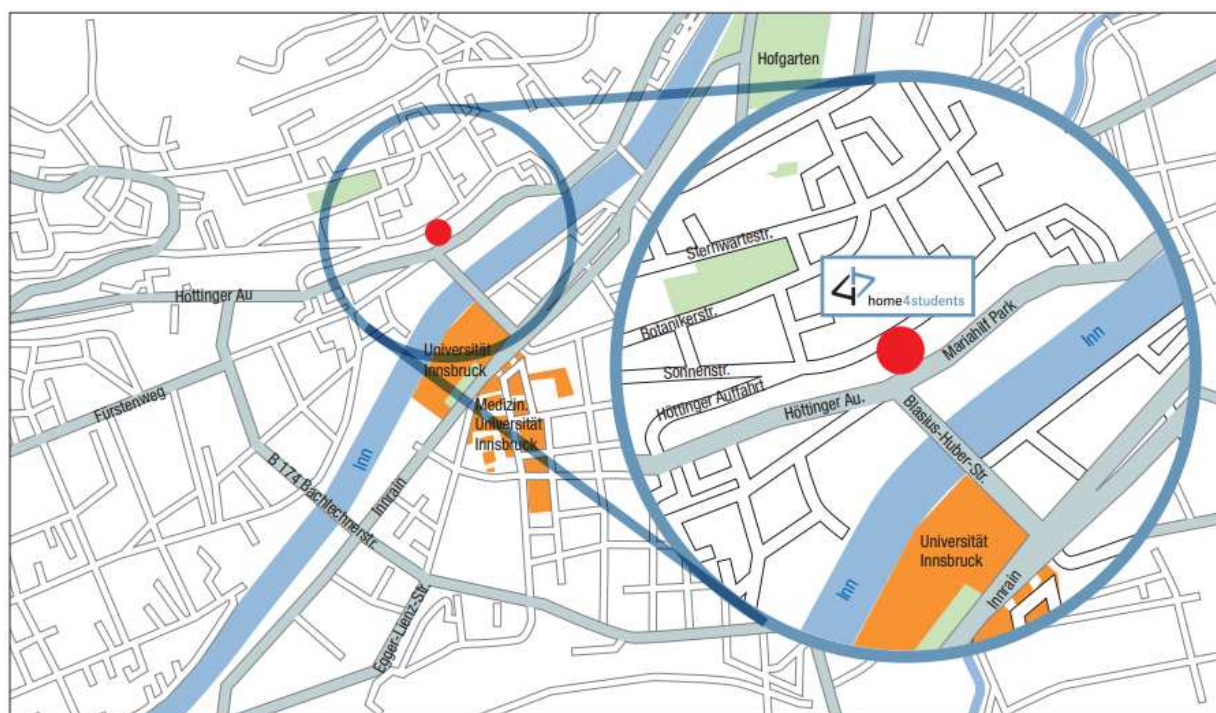 Hofgarten
Höttinger Au
Fürstenweg
B 174 Bachlechnerstr.
Inn
Innrain
Egger-Lienz-Str.
Universität
Innsbruck
Medizin.
Universität
Innsbruck
Sternwartestr.
home4students
Botanikerstr.
Sonnenstr.
Höttinger Auffahrt
Höttinger Au.
Mariahilf Park
Inn
Blasius-Huber-Str.
Universität
Innsbruck
Inn
Innrain